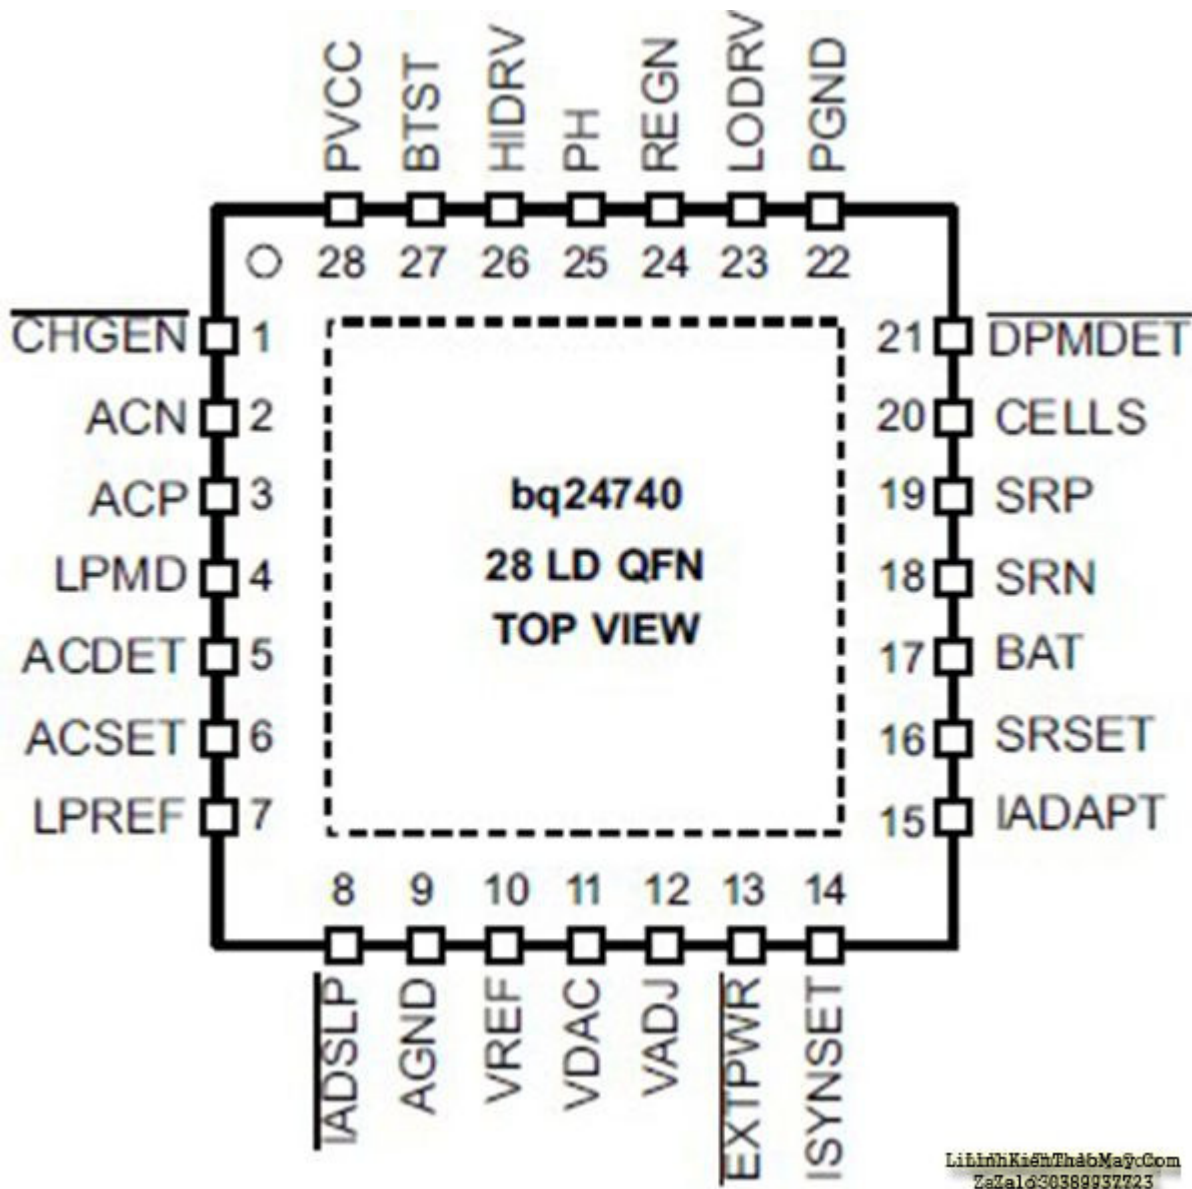 PVCC BTST HIDRV PH REGN LODRV PGND
28 27 26 25 24 23 22
CHGEN 1 21 DPMDET
ACN 2 20 CELLS
ACP 3 19 SRP
LPMD 4 18 SRN
ACDET 5 17 BAT
ACSET 6 16 SRSET
LPREF 7 15 IADAPT
bq24740
28 LD QFN
TOP VIEW
8 9 10 11 12 13 14
IADSLP AGND VREF VDAC VADJ EXTPWR ISYNSET